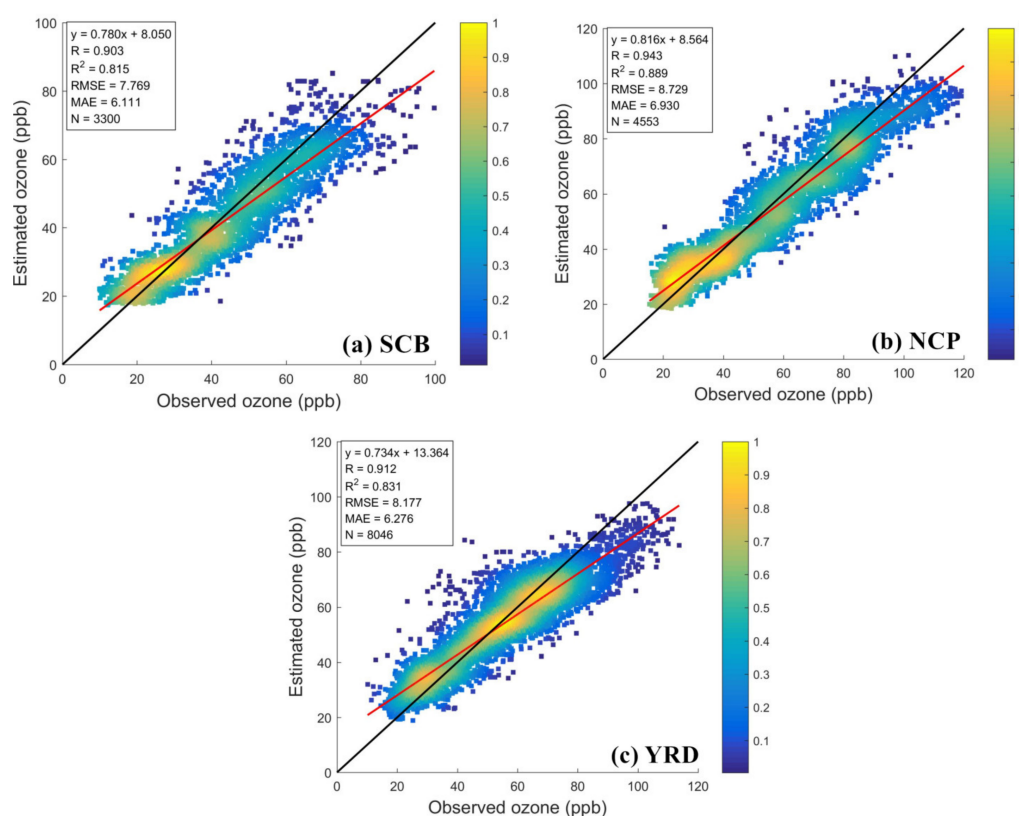 y = 0.780x + 8.050
R = 0.903
R² = 0.815
RMSE = 7.769
MAE = 6.111
N = 3300
100
80
60
40
20
0
Estimated ozone (ppb)
0 20 40 60 80 100
Observed ozone (ppb)
(a) SCB
1
0.9
0.8
0.7
0.6
0.5
0.4
0.3
0.2
0.1
y = 0.816x + 8.564
R = 0.943
R² = 0.889
RMSE = 8.729
MAE = 6.930
N = 4553
120
100
80
60
40
20
0
Estimated ozone (ppb)
0 20 40 60 80 100 120
Observed ozone (ppb)
(b) NCP
y = 0.734x + 13.364
R = 0.912
R² = 0.831
RMSE = 8.177
MAE = 6.276
N = 8046
120
100
80
60
40
20
0
Estimated ozone (ppb)
0 20 40 60 80 100 120
Observed ozone (ppb)
(c) YRD
1
0.9
0.8
0.7
0.6
0.5
0.4
0.3
0.2
0.1